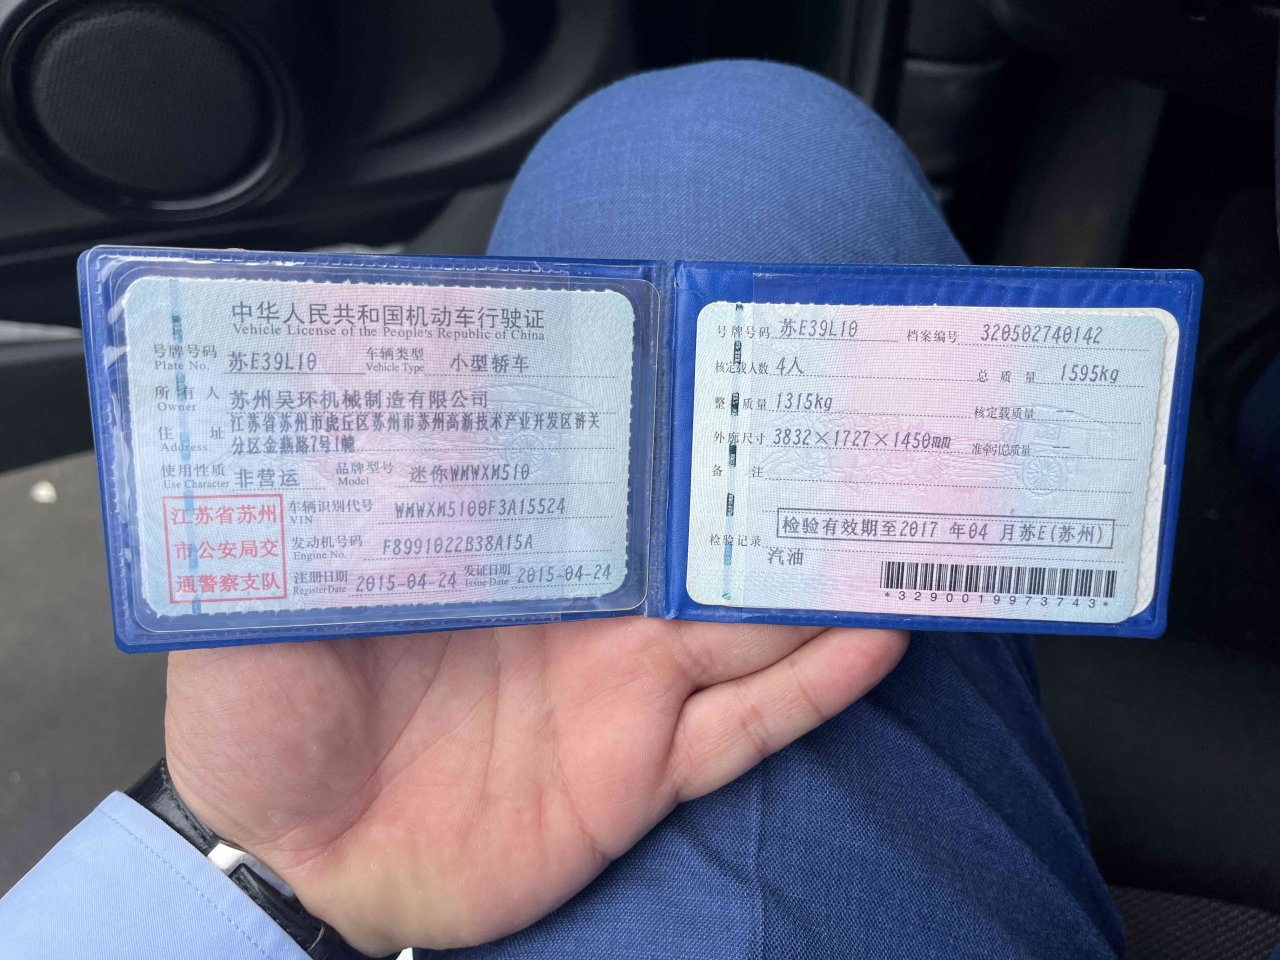 中华人民共和国机动车行驶证
Vehicle License of the People's Republic of China
号牌号码 苏E39L10 车辆类型 小型轿车
Plate No. Vehicle Type
所有人 苏州吴环机械制造有限公司
Owner
住址 江苏省苏州市虎丘区苏州市苏州高新技术产业开发区浒关
Address 分区金燕路7号1幢
使用性质 非营运 品牌型号 迷你WMWXM510
Use Character Model
江苏省苏州
市公安局交
通警察支队
车辆识别代号 WMWXM5100F3A15524
VIN
发动机号码 F8991022B38A15A
Engine No.
注册日期 2015-04-24 发证日期 2015-04-24
Register Date Issue Date
号牌号码 苏E39L10 档案编号 320502740142
核定载人数 4人 总质量 1595kg
整备质量 1315kg 核定载质量 ——
外廓尺寸 3832×1727×1450mm 准牵引总质量 ——
备注
检验记录 检验有效期至2017 年04 月苏E(苏州)
汽油
*3290019973743*